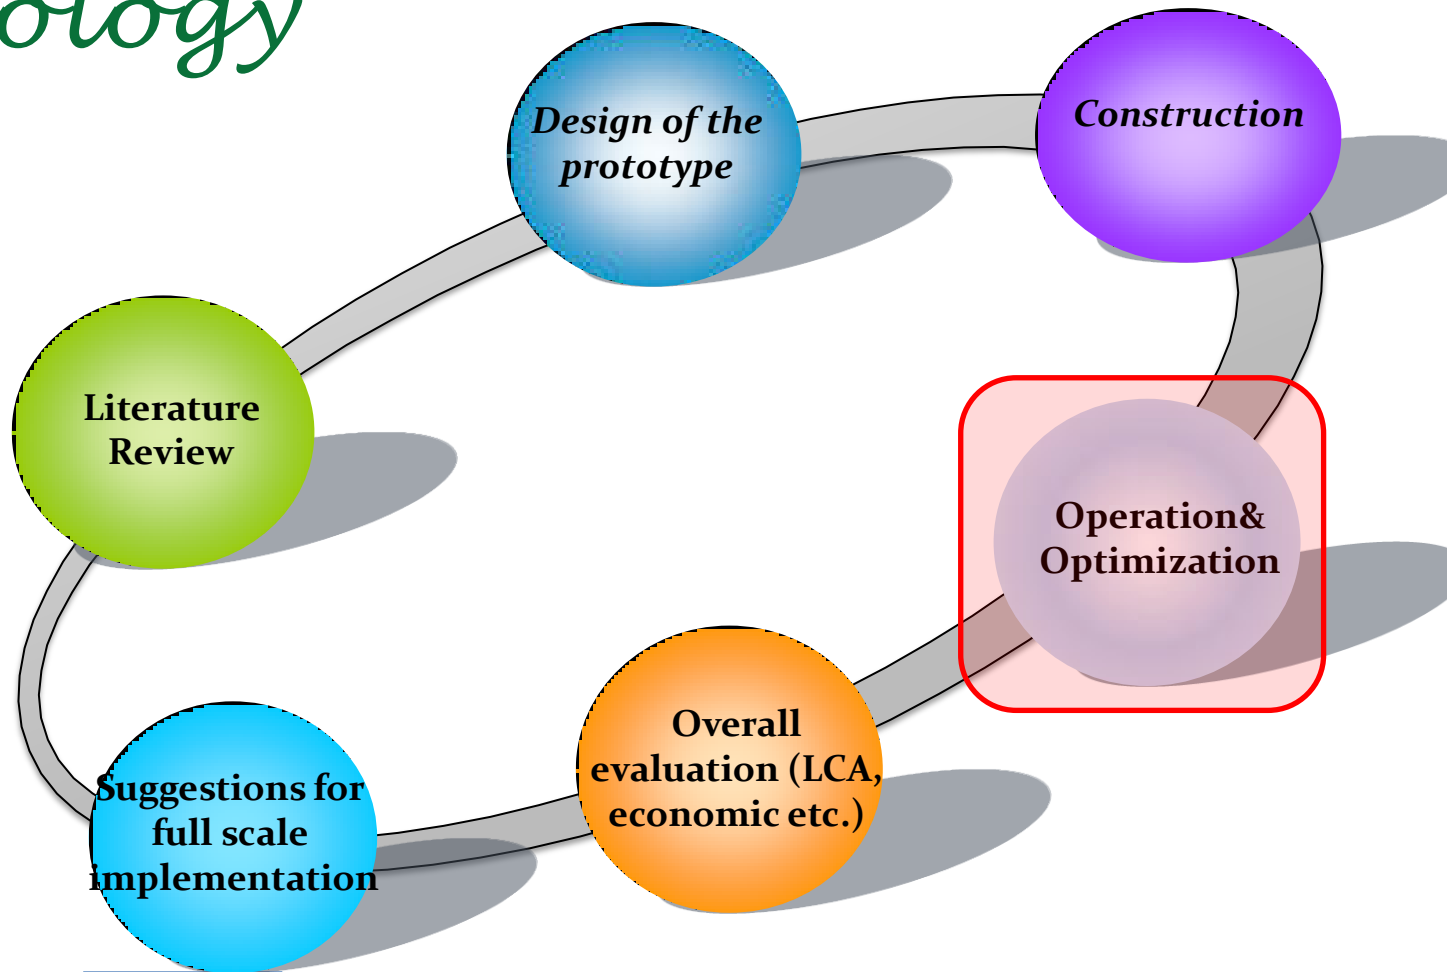 ology
Design of the
prototype
Construction
Literature
Review
Operation&
Optimization
Overall
evaluation (LCA,
economic etc.)
Suggestions for
full scale
implementation